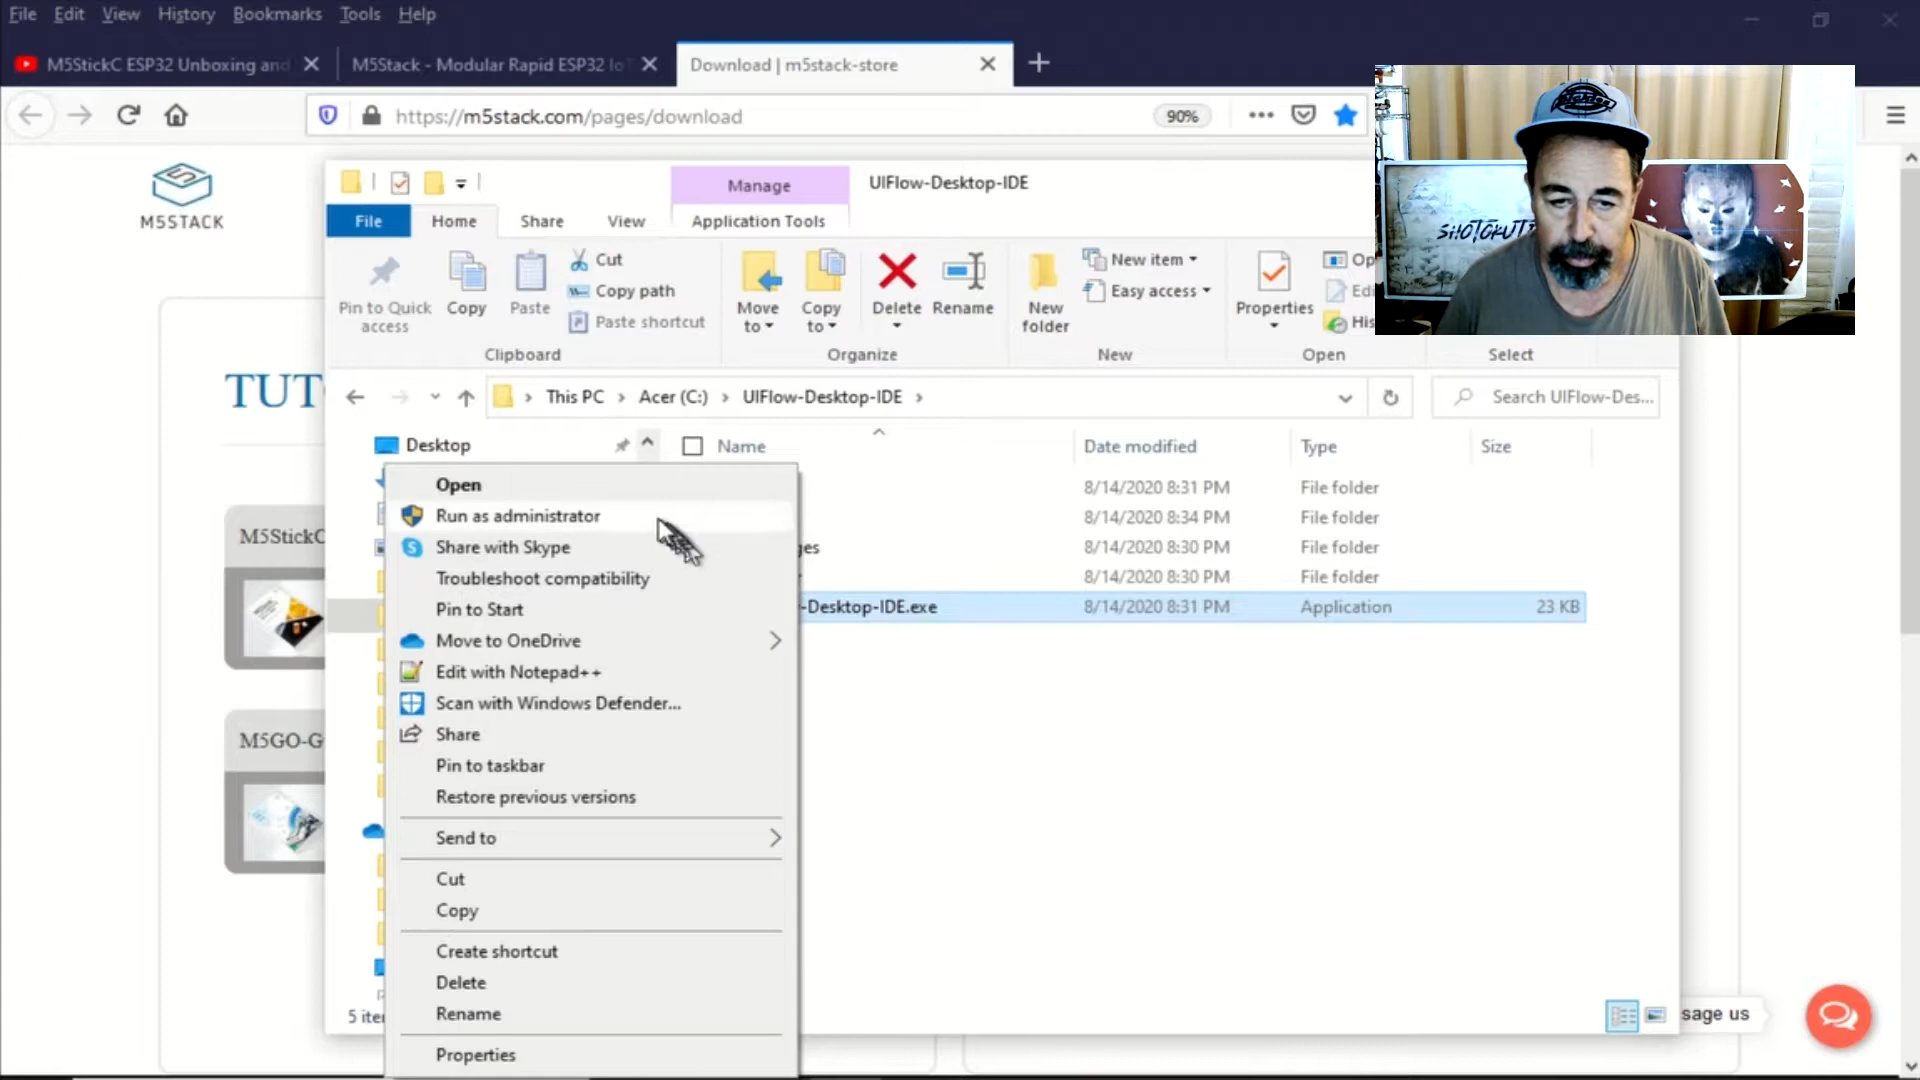 File Edit View History Bookmarks Tools Help
M5StickC ESP32 Unboxing and
M5Stack - Modular Rapid ESP32 Io
Download | m5stack-store
https://m5stack.com/pages/download
90%
M5STACK
Manage
UIFlow-Desktop-IDE
File
Home
Share
View
Application Tools
Pin to Quick access
Copy
Paste
Cut
Copy path
Paste shortcut
Clipboard
Move to
Copy to
Delete
Rename
Organize
New folder
New item
Easy access
New
Properties
Op
Edi
His
Open
Select
TUT
This PC
Acer (C:)
UIFlow-Desktop-IDE
Search UIFlow-Des...
Desktop
Name
Date modified
Type
Size
8/14/2020 8:31 PM File folder
8/14/2020 8:34 PM File folder
ges 8/14/2020 8:30 PM File folder
8/14/2020 8:30 PM File folder
-Desktop-IDE.exe 8/14/2020 8:31 PM Application 23 KB
Open
Run as administrator
Share with Skype
Troubleshoot compatibility
Pin to Start
Move to OneDrive
Edit with Notepad++
Scan with Windows Defender...
Share
Pin to taskbar
Restore previous versions
Send to
Cut
Copy
Create shortcut
Delete
Rename
Properties
M5StickC
M5GO-G
5 ite
sage us